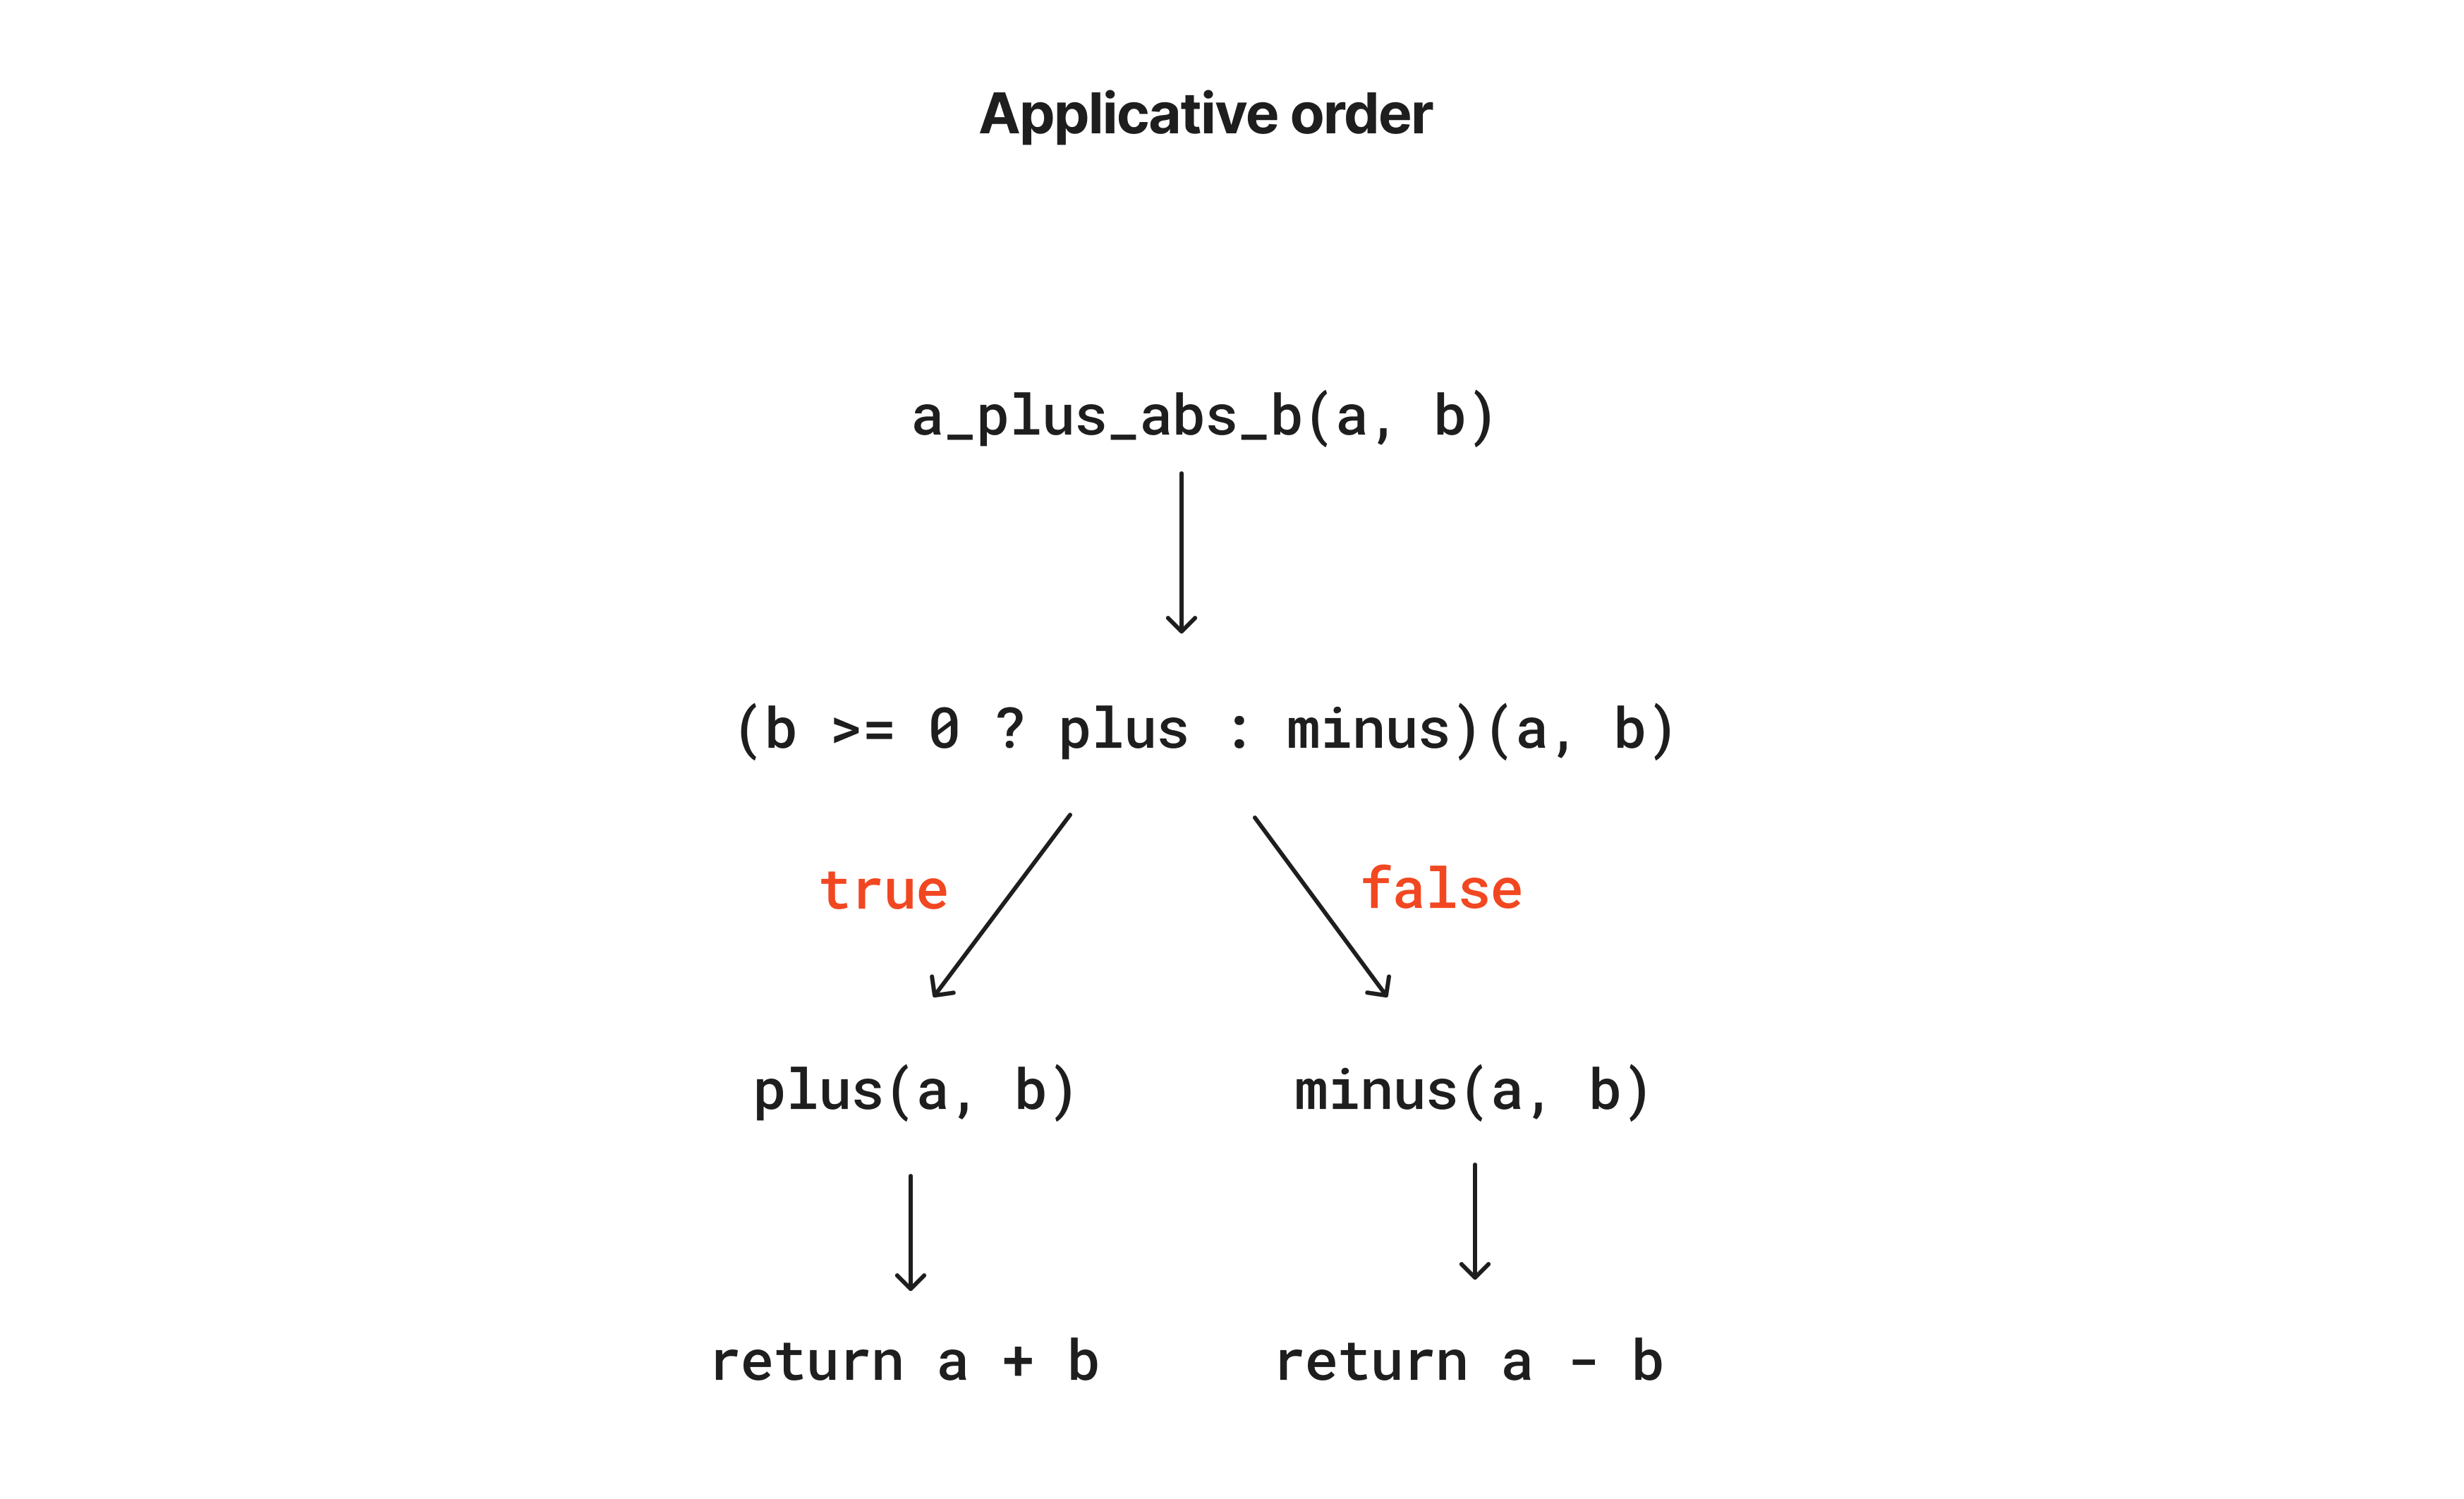 Applicative order
a_plus_abs_b(a, b)
(b >= 0 ? plus : minus)(a, b)
true false
plus(a, b) minus(a, b)
return a + b return a - b